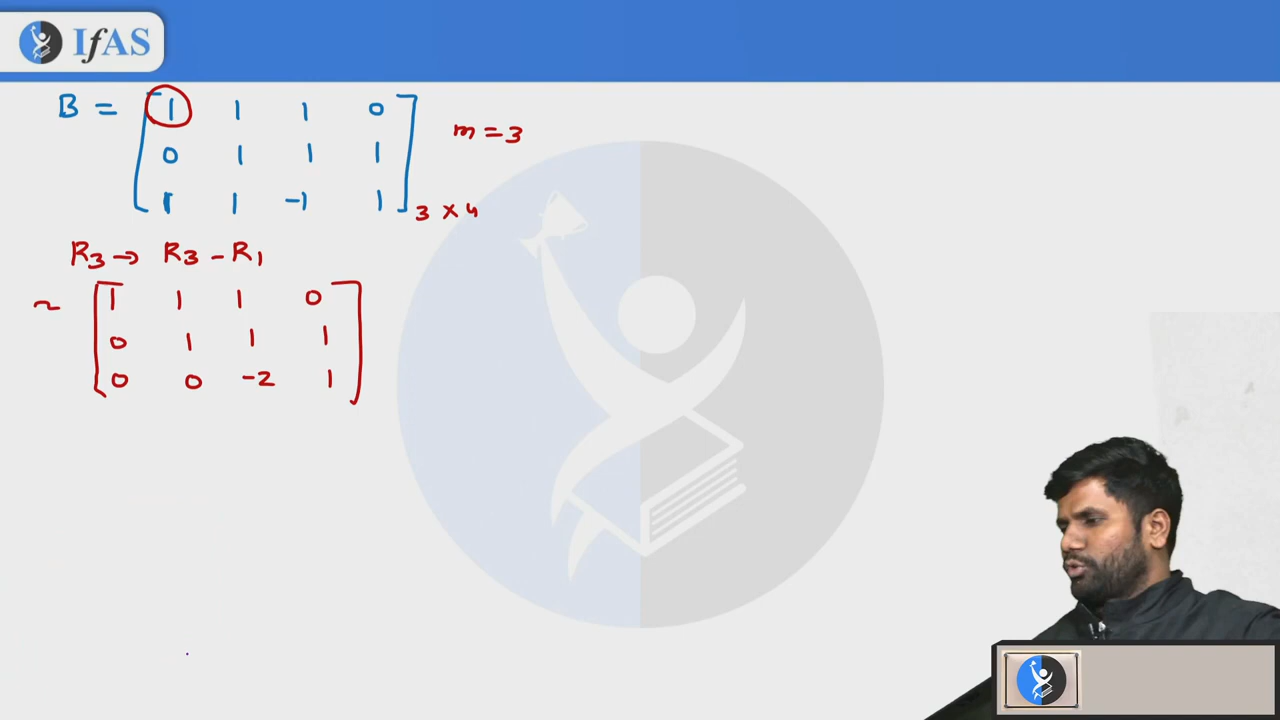 IfAS
B = [ 1 1 1 0
0 1 1 1
1 1 -1 1 ] 3 × 4
m = 3
R3 → R3 - R1
~ [ 1 1 1 0
0 1 1 1
0 0 -2 1 ]